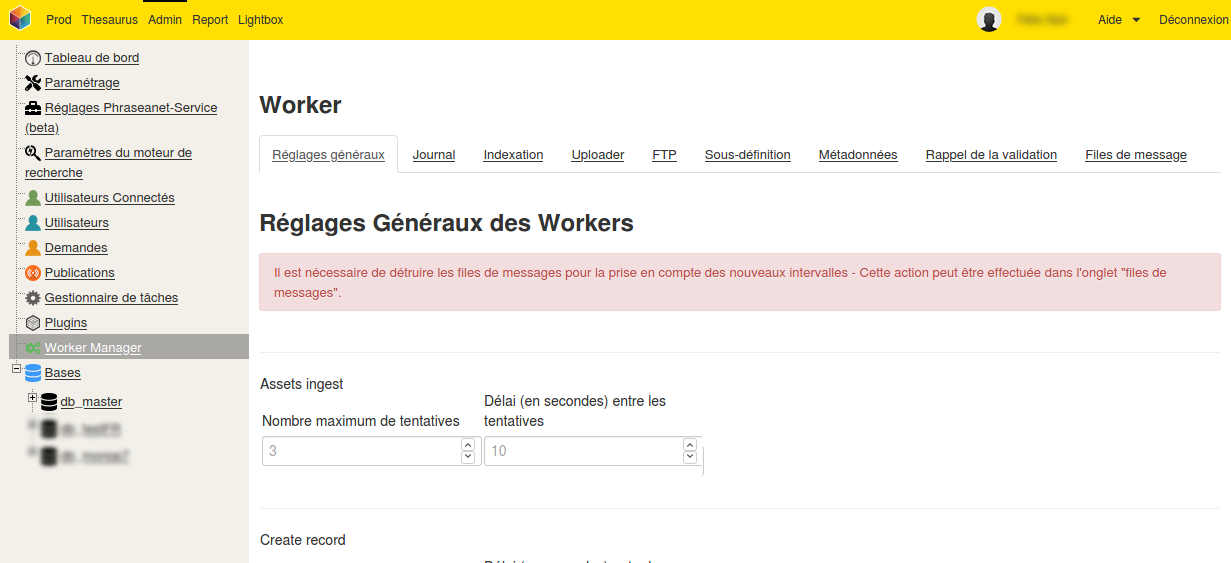 Prod Thesaurus Admin Report Lightbox
Aide Déconnexion
Tableau de bord
Paramétrage
Réglages Phraseanet-Service
(beta)
Paramètres du moteur de
recherche
Utilisateurs Connectés
Utilisateurs
Demandes
Publications
Gestionnaire de tâches
Plugins
Worker Manager
Bases
db_master
Worker
Réglages généraux Journal Indexation Uploader FTP Sous-définition Métadonnées Rappel de la validation Files de message
Réglages Généraux des Workers
Il est nécessaire de détruire les files de messages pour la prise en compte des nouveaux intervalles - Cette action peut être effectuée dans l'onglet "files de
messages".
Assets ingest
Nombre maximum de tentatives
Délai (en secondes) entre les
tentatives
3
10
Create record